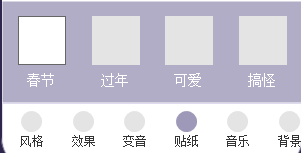 春节 过年 可爱 搞怪
风格 效果 变音 贴纸 音乐 背景